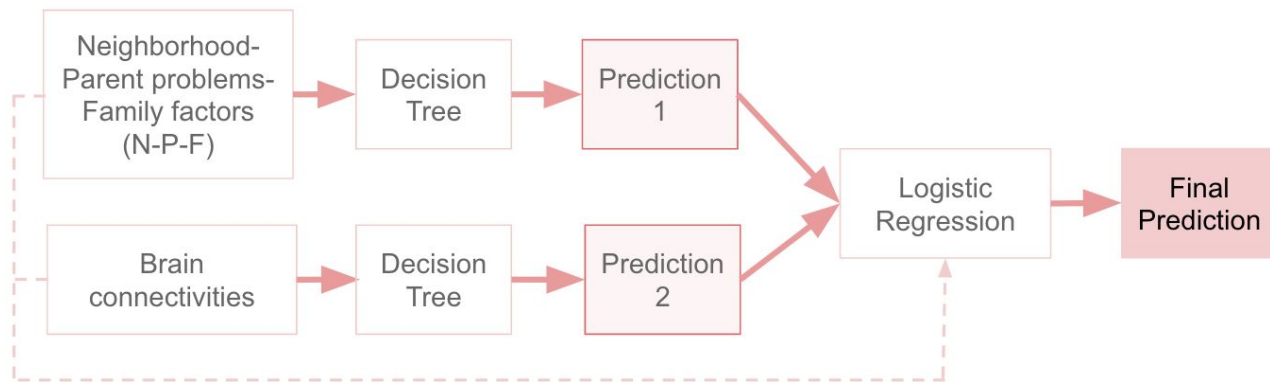 Neighborhood-
Parent problems-
Family factors
(N-P-F)
Decision
Tree
Prediction
1
Brain
connectivities
Decision
Tree
Prediction
2
Logistic
Regression
Final
Prediction